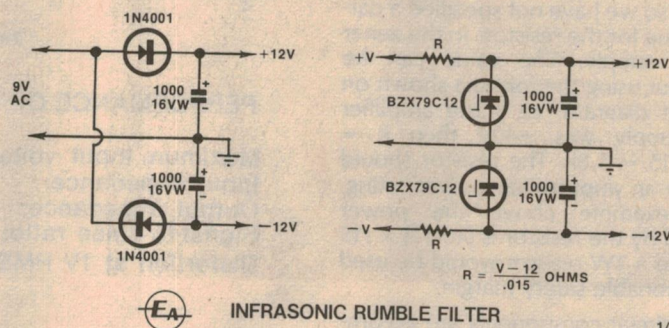 1N4001
+12V
9V
AC
1000
16VW
+
1000
16VW
-
-12V
1N4001
+V
R
+12V
BZX79C12
1000
16VW
+
BZX79C12
1000
16VW
-
-V
R
-12V
R = V-12 / .015 OHMS
EA INFRASONIC RUMBLE FILTER